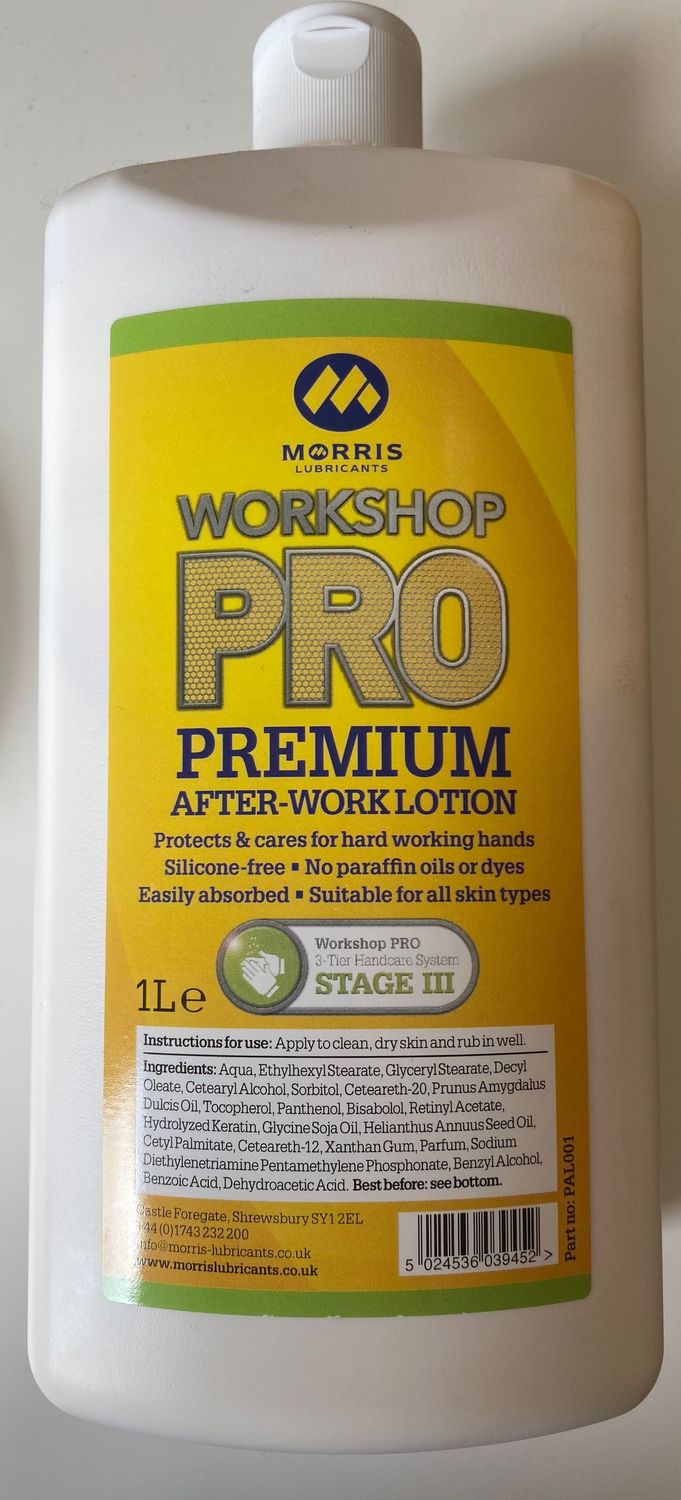 MORRIS
LUBRICANTS
WORKSHOP
PRO
PREMIUM
AFTER-WORK LOTION
Protects & cares for hard working hands
Silicone-free ▪ No paraffin oils or dyes
Easily absorbed ▪ Suitable for all skin types
Workshop PRO
3-Tier Handcare System
STAGE III
1L e
Instructions for use: Apply to clean, dry skin and rub in well.
Ingredients: Aqua, Ethylhexyl Stearate, Glyceryl Stearate, Decyl
Oleate, Cetearyl Alcohol, Sorbitol, Ceteareth-20, Prunus Amygdalus
Dulcis Oil, Tocopherol, Panthenol, Bisabolol, Retinyl Acetate,
Hydrolyzed Keratin, Glycine Soja Oil, Helianthus Annuus Seed Oil,
Cetyl Palmitate, Ceteareth-12, Xanthan Gum, Parfum, Sodium
Diethylenetriamine Pentamethylene Phosphonate, Benzyl Alcohol,
Benzoic Acid, Dehydroacetic Acid. Best before: see bottom.
Castle Foregate, Shrewsbury SY1 2EL
+44 (0)1743 232 200
info@morris-lubricants.co.uk
www.morrislubricants.co.uk
5 024536 039452 >
Part no: PAL001